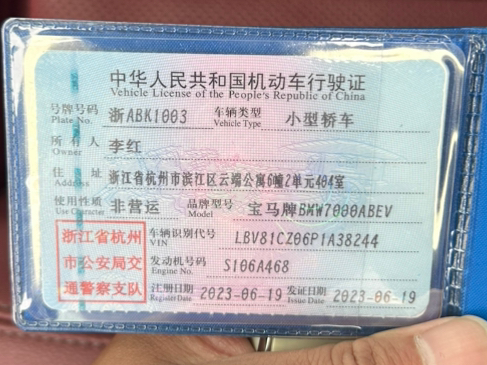 中华人民共和国机动车行驶证
Vehicle License of the People's Republic of China
号牌号码 浙ABK1003 车辆类型 小型轿车
Plate No. Vehicle Type
所有人 李红
Owner
住址 浙江省杭州市滨江区云端公寓6幢2单元404室
Address
使用性质 非营运 品牌型号 宝马牌BMW7000ABEV
Use Character Model
浙江省杭州
市公安局交
通警察支队
车辆识别代号 LBV81CZ06P1A38244
VIN
发动机号码 S106A468
Engine No.
注册日期 2023-06-19 发证日期 2023-06-19
Register Date Issue Date